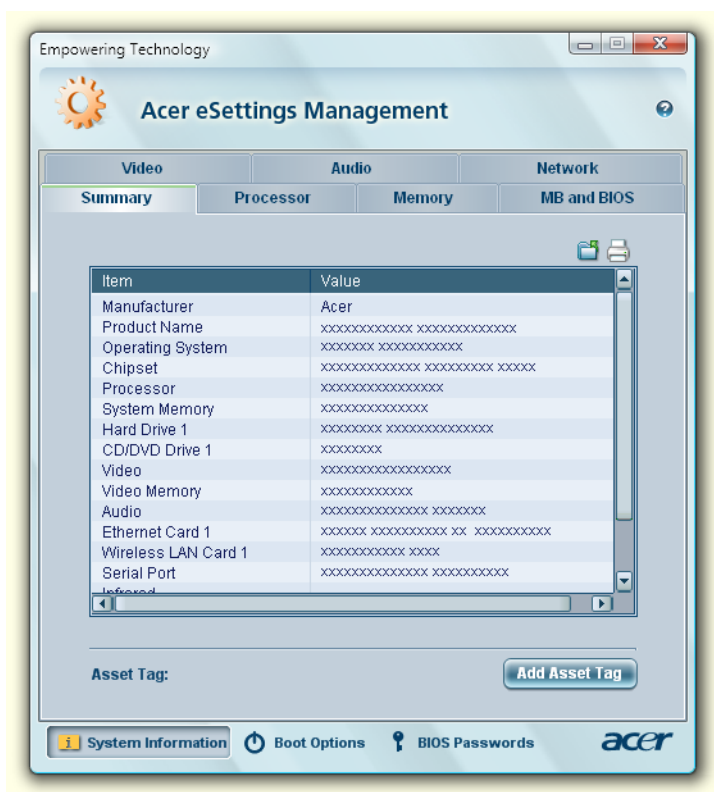 Empowering Technology
Acer eSettings Management
Video Audio Network
Summary Processor Memory MB and BIOS
Item Value
Manufacturer Acer
Product Name xxxxxxxxxxxx xxxxxxxxxxxxx
Operating System xxxxxxx xxxxxxxxxxx
Chipset xxxxxxxxxxxxx xxxxxxxxx xxxxx
Processor xxxxxxxxxxxxxxxx
System Memory xxxxxxxxxxxxxx
Hard Drive 1 xxxxxxxx xxxxxxxxxxxxxx
CD/DVD Drive 1 xxxxxxxx
Video xxxxxxxxxxxxxxxxx
Video Memory xxxxxxxxxxxx
Audio xxxxxxxxxxxxxx xxxxxxx
Ethernet Card 1 xxxxxx xxxxxxxxxx xx xxxxxxxxxx
Wireless LAN Card 1 xxxxxxxxxxx xxxx
Serial Port xxxxxxxxxxxxxx xxxxxxxxxx
Infrared
Asset Tag: Add Asset Tag
System Information Boot Options BIOS Passwords acer